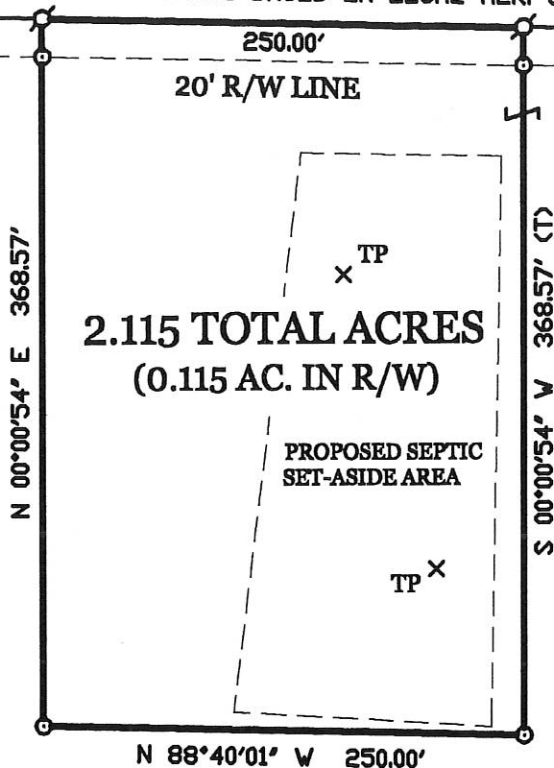 250.00'
20' R/W LINE
N 00°00'54" E 368.57'
TP
2.115 TOTAL ACRES
(0.115 AC. IN R/W)
PROPOSED SEPTIC
SET-ASIDE AREA
TP
S 00°00'54" W 368.57' (T)
N 88°40'01" W 250.00'